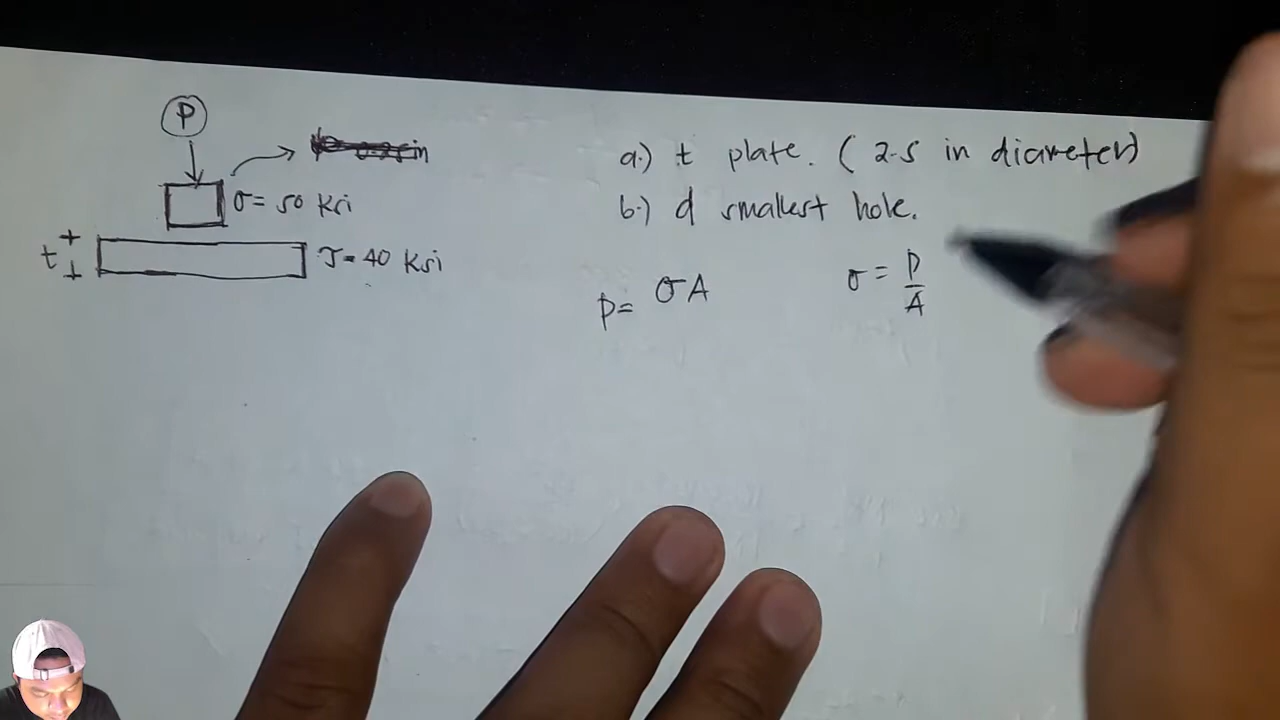 P
σ= 50 ksi
t
τ= 40 ksi
a.) t plate. ( 2.5 in diameter)
b.) d smallest hole.
P= σA
σ = P/A